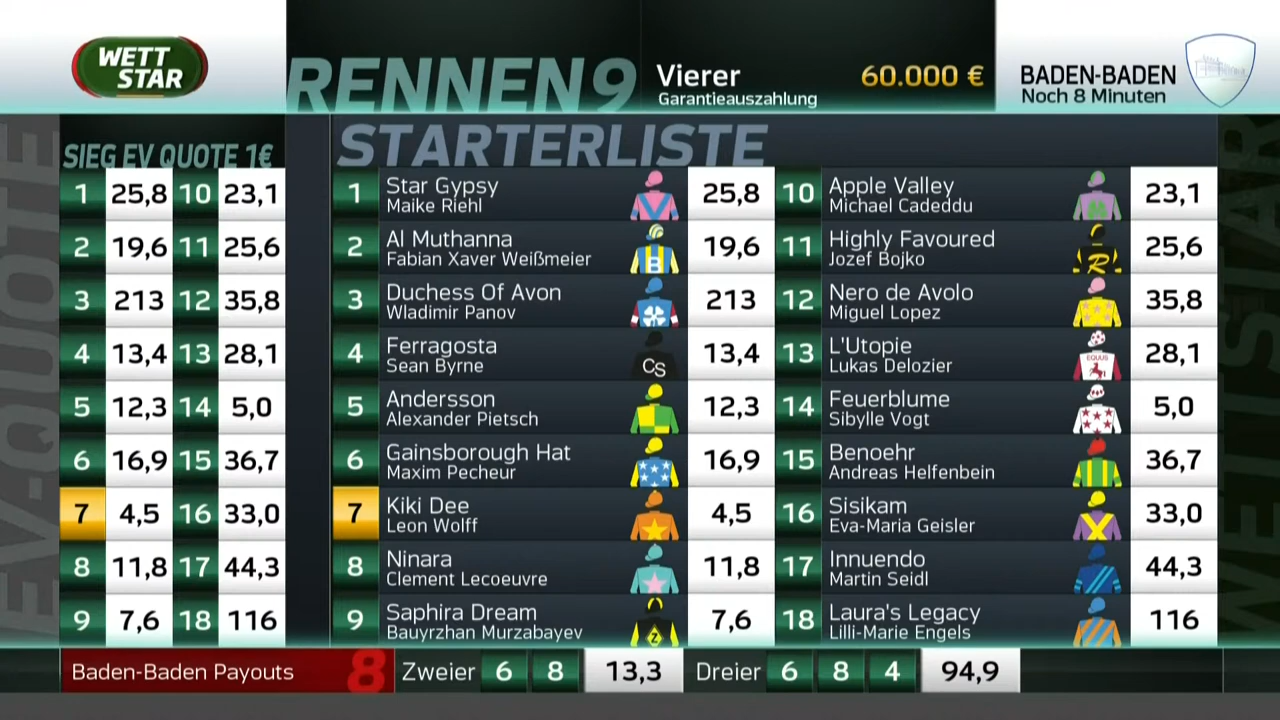 WETT
STAR
RENNEN 9
Vierer 60.000 €
Garantieauszahlung
BADEN-BADEN
Noch 8 Minuten
SIEG EV QUOTE 1€
1 25,8 10 23,1
2 19,6 11 25,6
3 213 12 35,8
4 13,4 13 28,1
5 12,3 14 5,0
6 16,9 15 36,7
7 4,5 16 33,0
8 11,8 17 44,3
9 7,6 18 116
STARTERLISTE
1 Star Gypsy 25,8
Maike Riehl
2 Al Muthanna 19,6
Fabian Xaver Weißmeier
B
3 Duchess Of Avon 213
Wladimir Panov
4 Ferragosta 13,4
Sean Byrne
CS
5 Andersson 12,3
Alexander Pietsch
6 Gainsborough Hat 16,9
Maxim Pecheur
7 Kiki Dee 4,5
Leon Wolff
8 Ninara 11,8
Clement Lecoeuvre
9 Saphira Dream 7,6
Bauyrzhan Murzabayev
Z
10 Apple Valley 23,1
Michael Cadeddu
11 Highly Favoured 25,6
Jozef Bojko
R
12 Nero de Avolo 35,8
Miguel Lopez
13 L'Utopie 28,1
Lukas Delozier
EQUUS
14 Feuerblume 5,0
Sibylle Vogt
15 Benoehr 36,7
Andreas Helfenbein
16 Sisikam 33,0
Eva-Maria Geisler
17 Innuendo 44,3
Martin Seidl
18 Laura's Legacy 116
Lilli-Marie Engels
Baden-Baden Payouts 8 Zweier 6 8 13,3 Dreier 6 8 4 94,9
EV-QUOTE